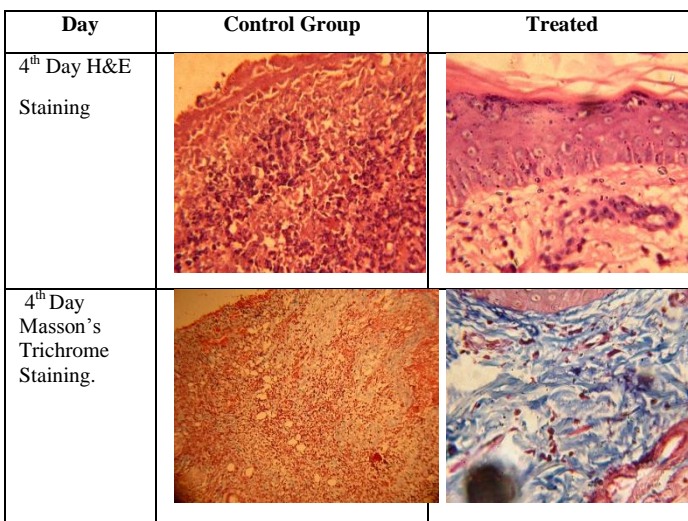 Day Control Group Treated
4th Day H&E
Staining
4th Day
Masson's
Trichrome
Staining.